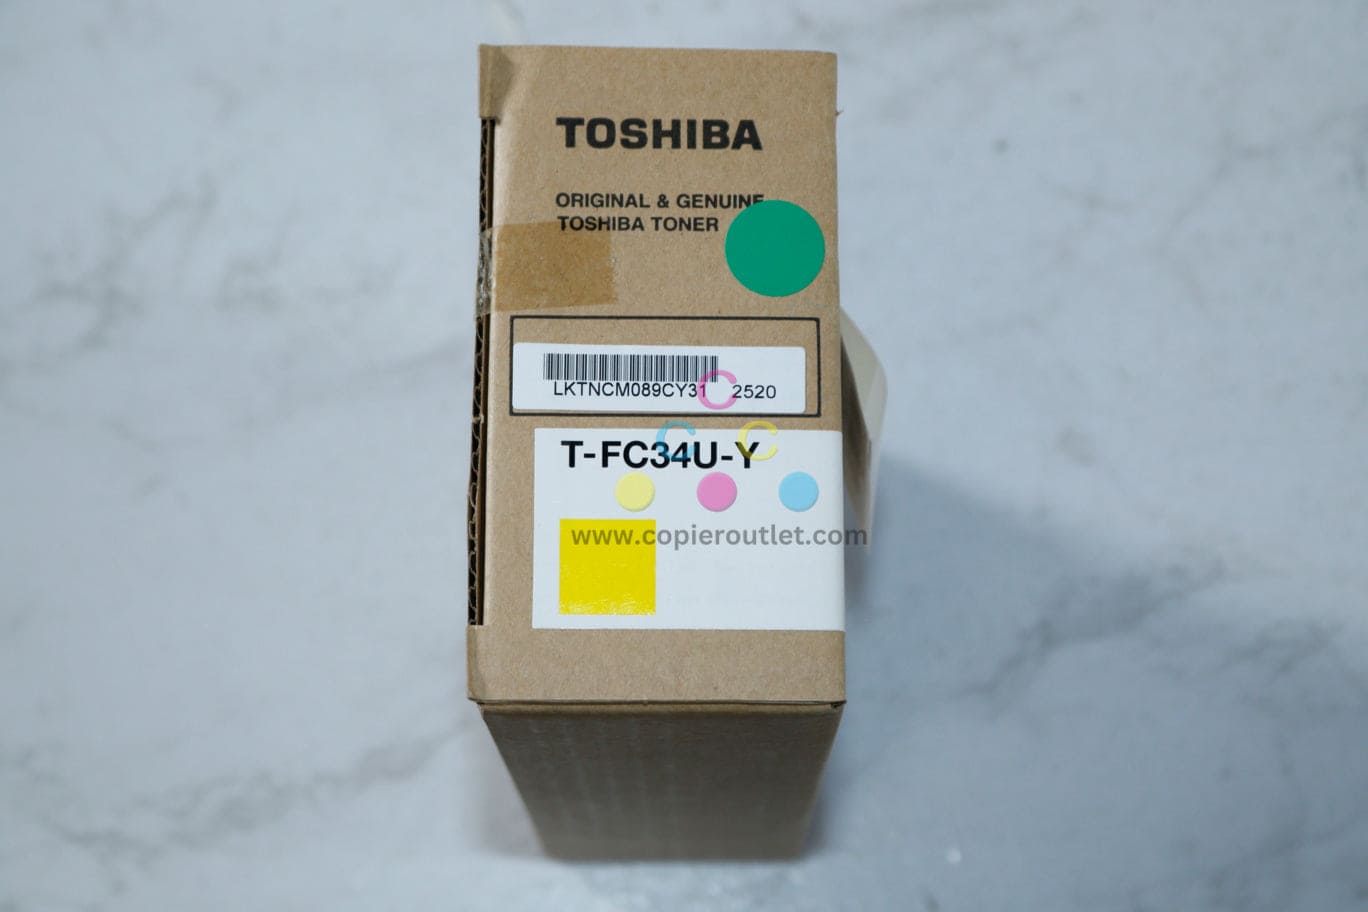 TOSHIBA
ORIGINAL & GENUINE
TOSHIBA TONER
LKTNCM089CY31 2520
C
C C
T-FC34U-Y
www.copieroutlet.com